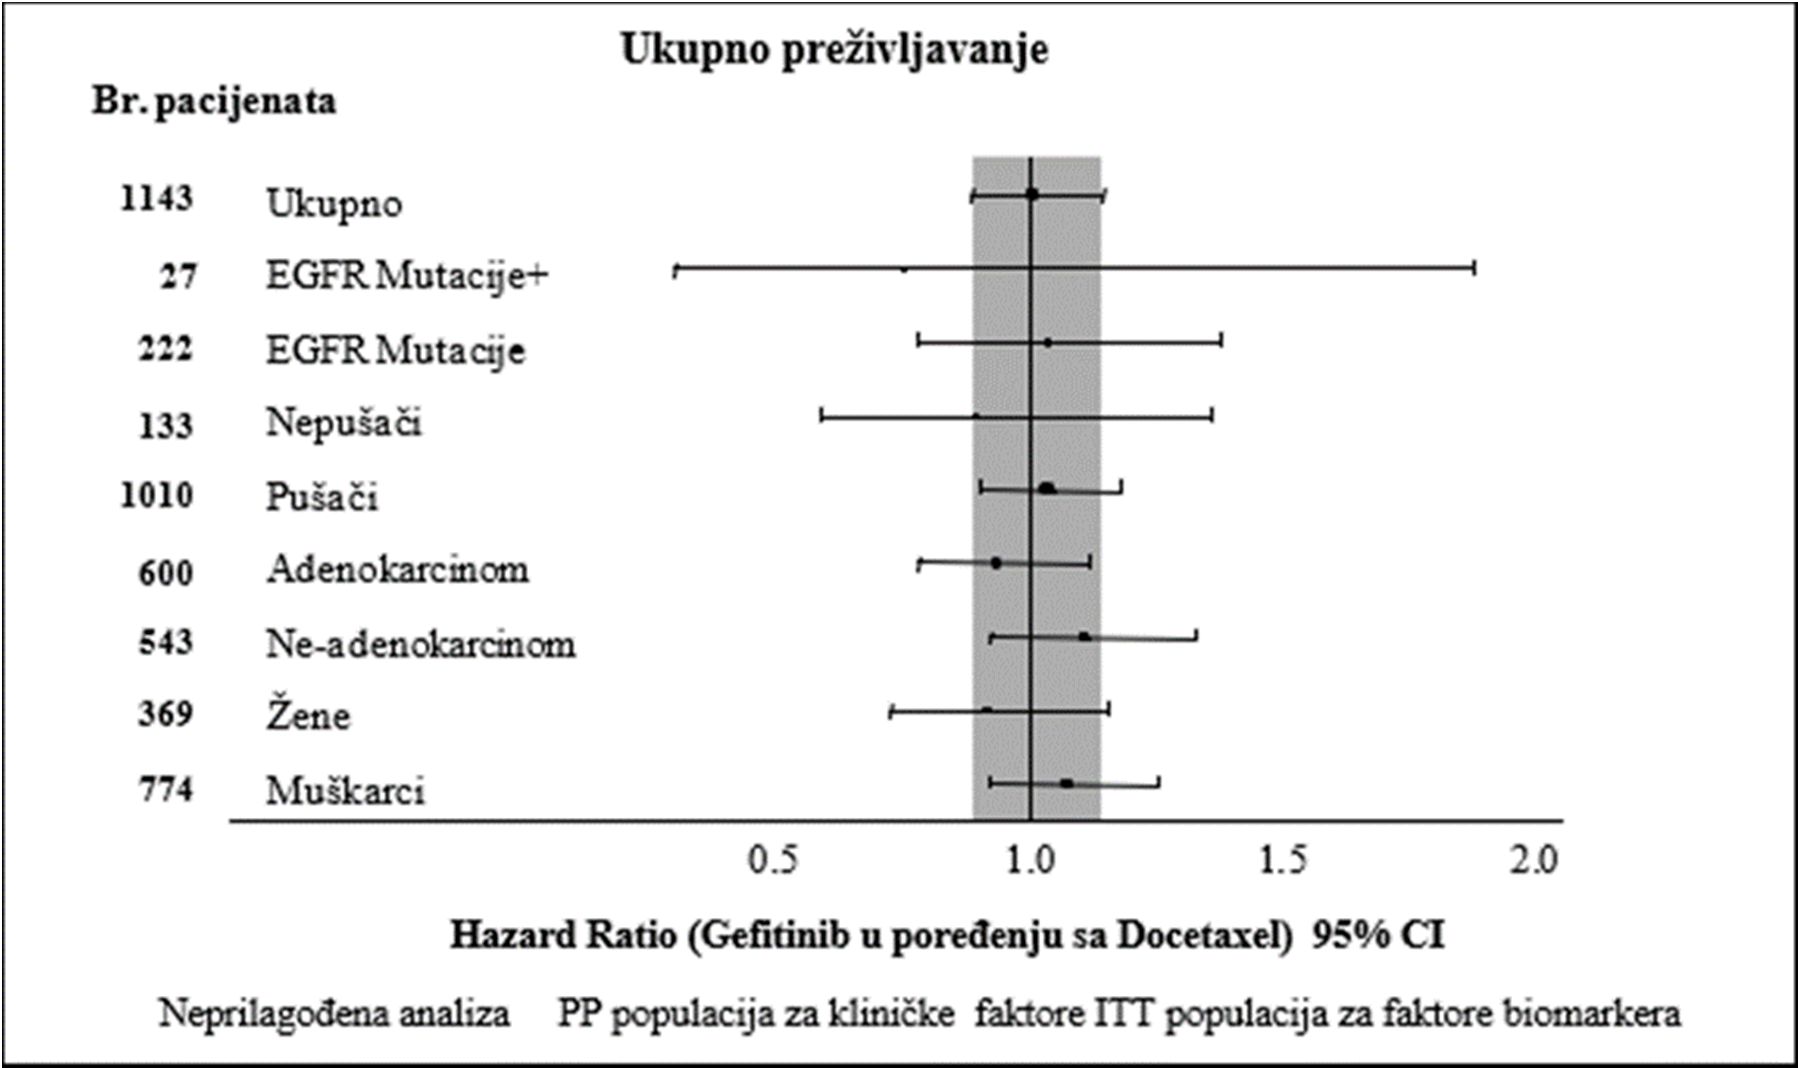 Ukupno preživljavanje
Br. pacijenata
1143 Ukupno
27 EGFR Mutacije+
222 EGFR Mutacije
133 Nepušači
1010 Pušači
600 Adenokarcinom
543 Ne-adenokarcinom
369 Žene
774 Muškarci
0.5 1.0 1.5 2.0
Hazard Ratio (Gefitinib u poređenju sa Docetaxel) 95% CI
Neprilagođena analiza PP populacija za kliničke faktore ITT populacija za faktore biomarkera